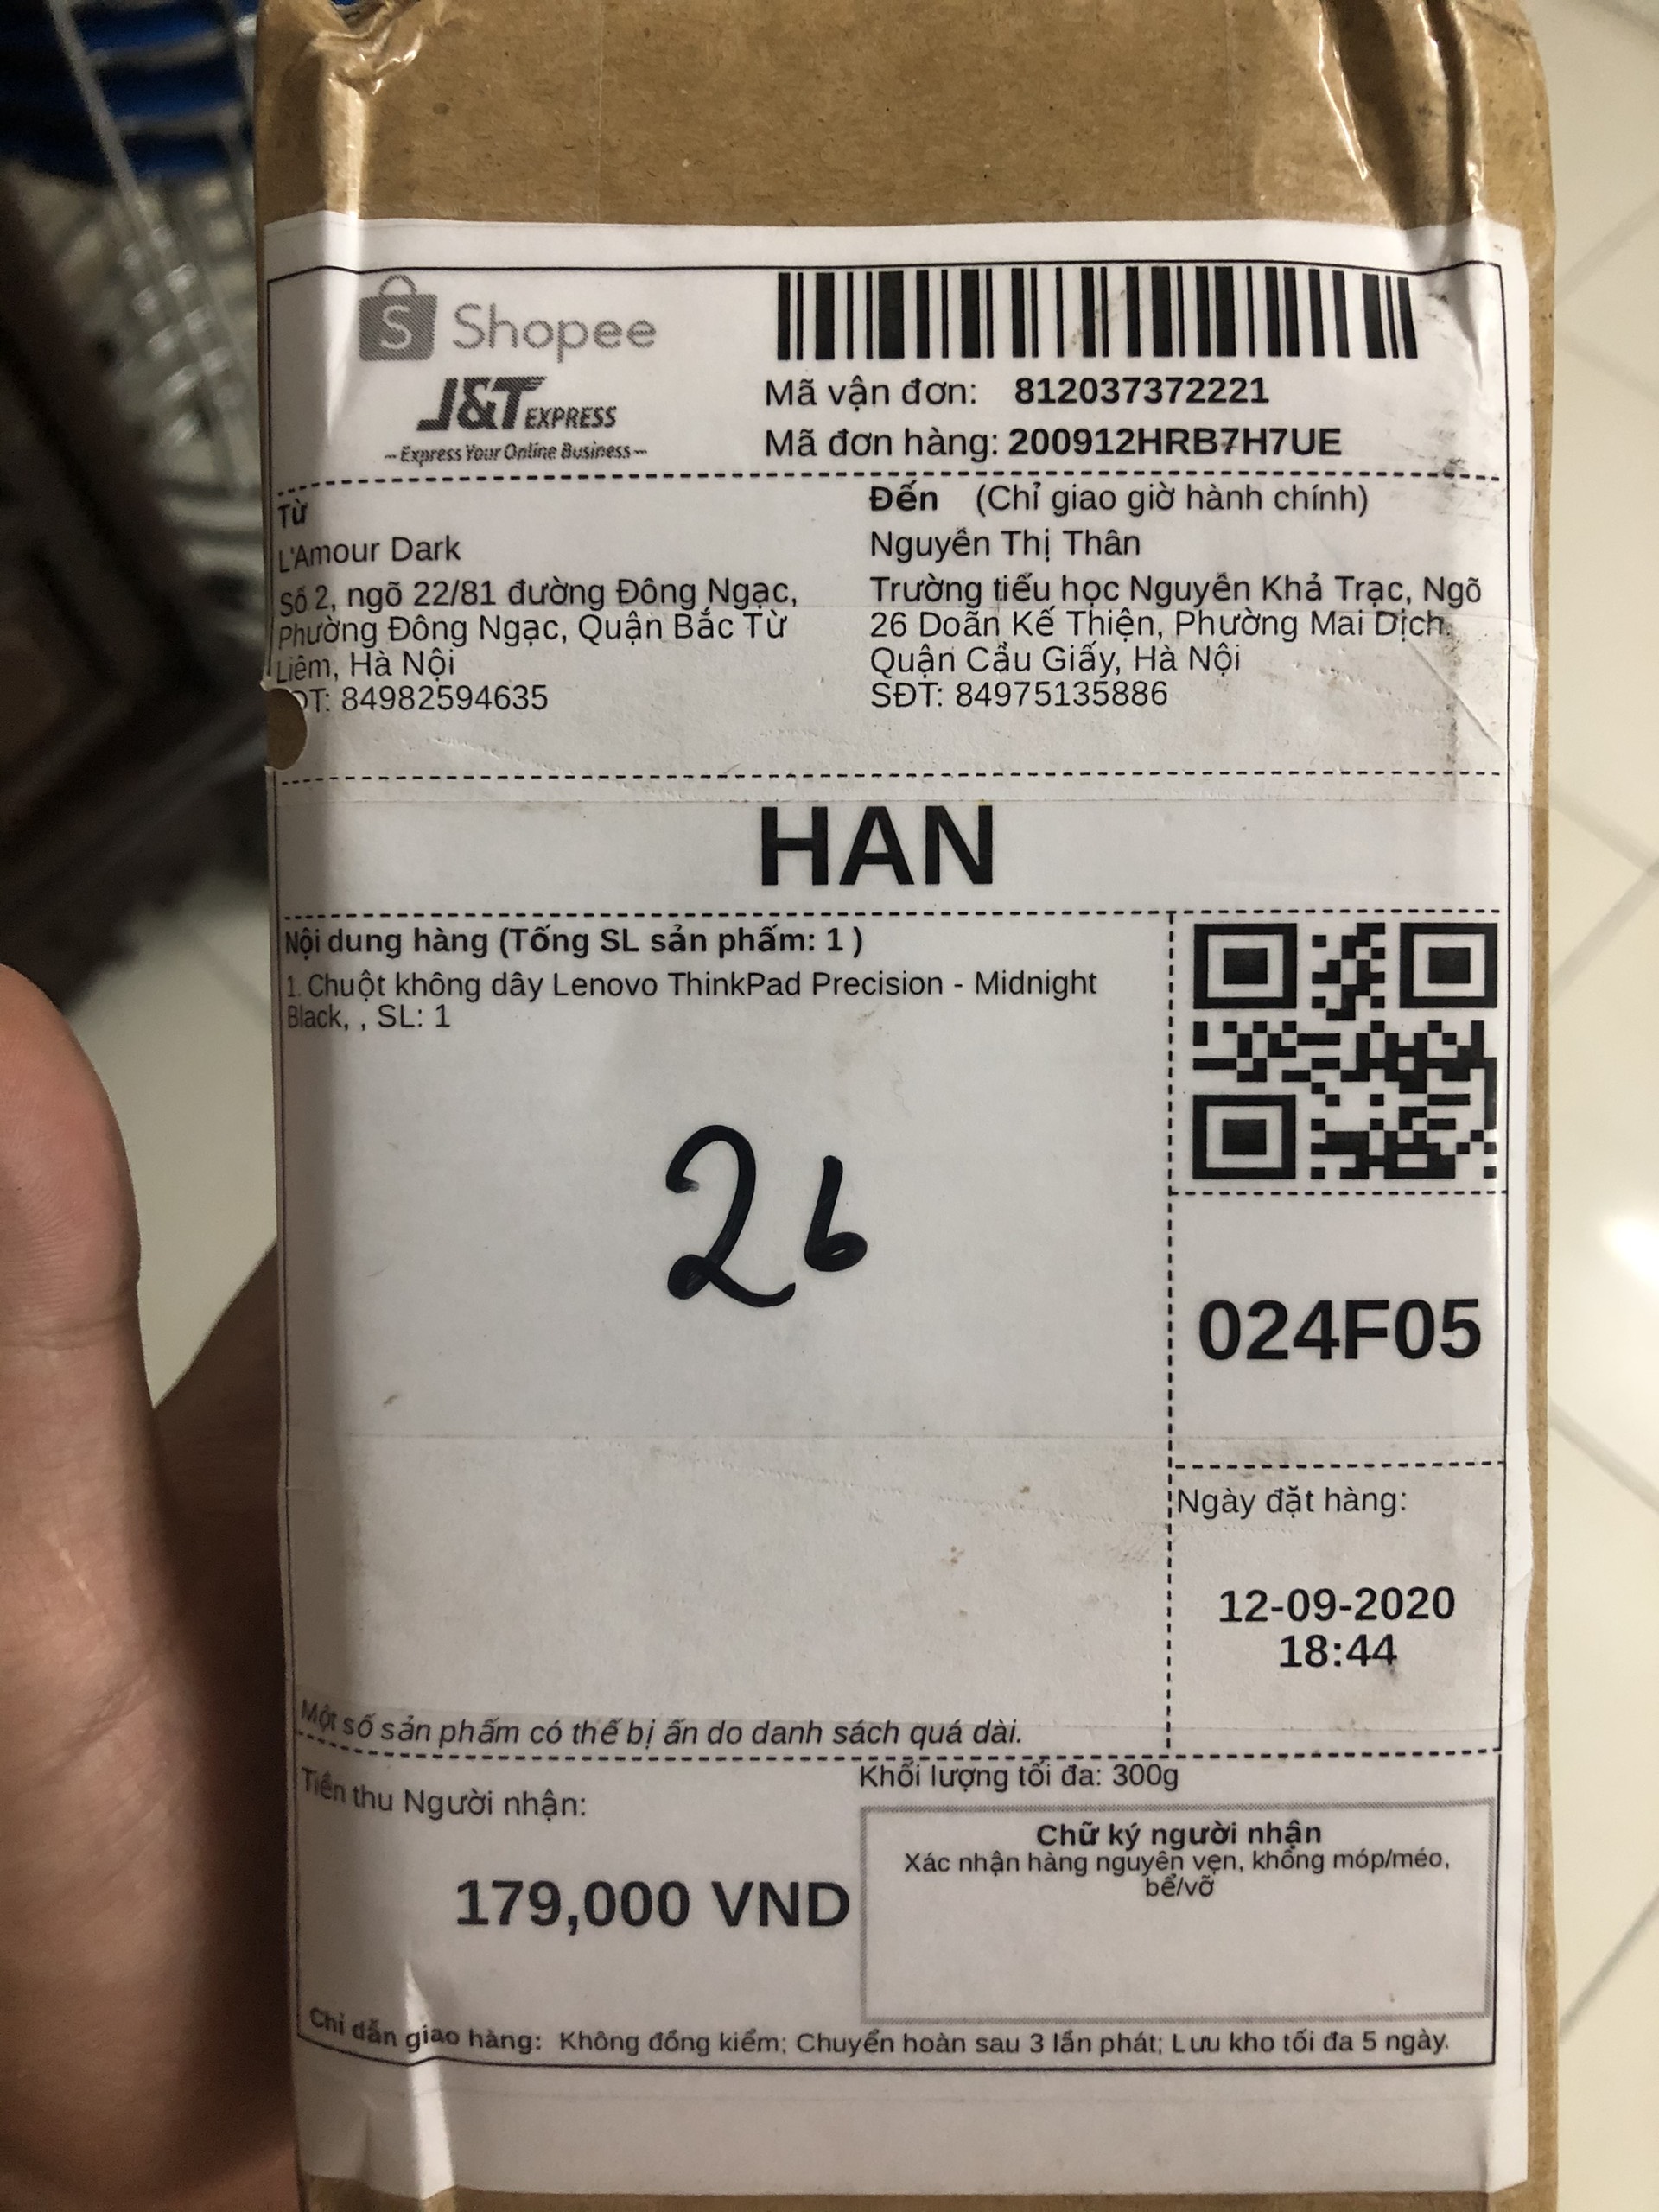 Shopee
J&T EXPRESS
-- Express Your Online Business --
Mã vận đơn: 812037372221
Mã đơn hàng: 200912HRB7H7UE
Từ
L'Amour Dark
Số 2, ngõ 22/81 đường Đông Ngạc,
Phường Đông Ngạc, Quận Bắc Từ
Liêm, Hà Nội
ĐT: 84982594635
Đến (Chỉ giao giờ hành chính)
Nguyễn Thị Thân
Trường tiểu học Nguyễn Khả Trạc, Ngõ
26 Doãn Kế Thiện, Phường Mai Dịch,
Quận Cầu Giấy, Hà Nội
SĐT: 84975135886
HAN
Nội dung hàng (Tổng SL sản phẩm: 1 )
1. Chuột không dây Lenovo ThinkPad Precision - Midnight
Black, , SL: 1
26
024F05
Ngày đặt hàng:
12-09-2020
18:44
Một số sản phẩm có thể bị ẩn do danh sách quá dài.
Tiền thu Người nhận:
179,000 VND
Khối lượng tối đa: 300g
Chữ ký người nhận
Xác nhận hàng nguyên vẹn, không móp/méo,
bể/vỡ
Chỉ dẫn giao hàng: Không đồng kiểm; Chuyển hoàn sau 3 lần phát; Lưu kho tối đa 5 ngày.